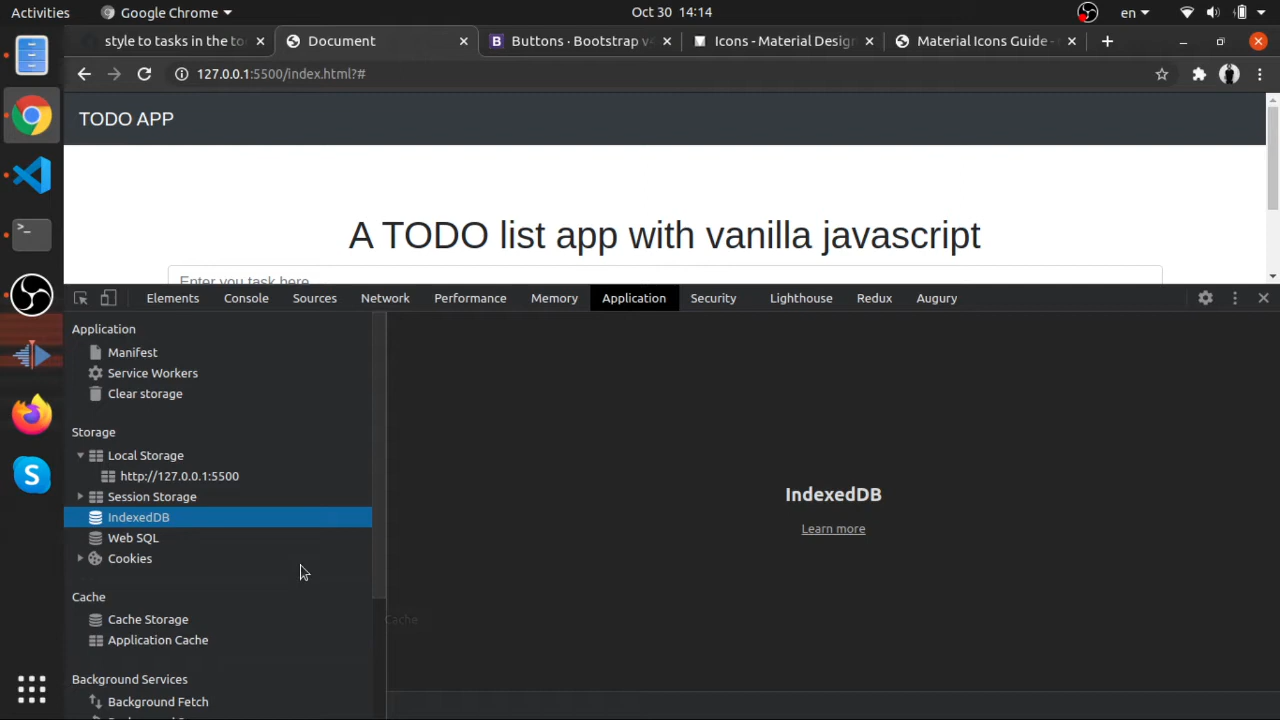 Activities Google Chrome Oct 30 14:14 en
style to tasks in the to Document Buttons · Bootstrap v Icons - Material Design Material Icons Guide -
127.0.0.1:5500/index.html?#
TODO APP
A TODO list app with vanilla javascript
Enter you task here
Elements Console Sources Network Performance Memory Application Security Lighthouse Redux Augury
Application
Manifest
Service Workers
Clear storage
Storage
Local Storage
http://127.0.0.1:5500
Session Storage
IndexedDB
Web SQL
Cookies
Cache
Cache Storage
Application Cache
Background Services
Background Fetch
IndexedDB
Learn more
Cache